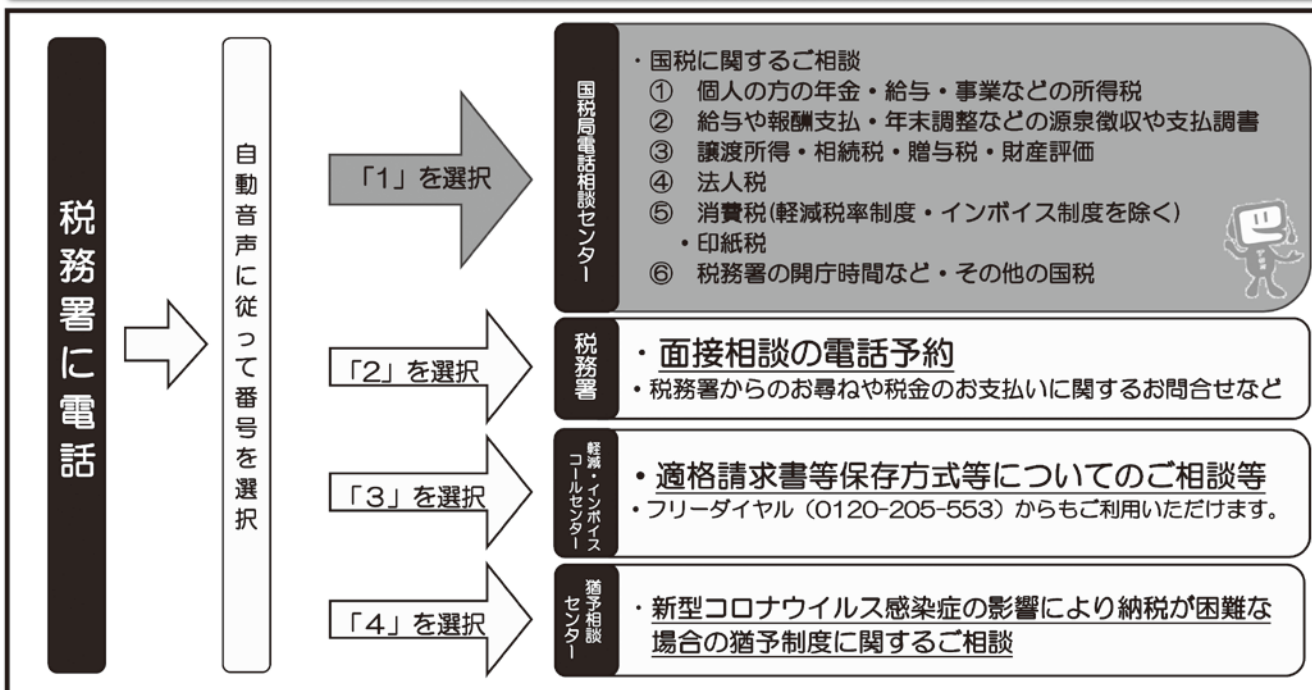 税務署に電話
自動音声に従って番号を選択
「1」を選択
国税局電話相談センター
・国税に関するご相談
① 個人の方の年金・給与・事業などの所得税
② 給与や報酬支払・年末調整などの源泉徴収や支払調書
③ 譲渡所得・相続税・贈与税・財産評価
④ 法人税
⑤ 消費税(軽減税率制度・インボイス制度を除く)
・印紙税
⑥ 税務署の開庁時間など・その他の国税
「2」を選択
税務署
・面接相談の電話予約
・税務署からのお尋ねや税金のお支払いに関するお問合せなど
「3」を選択
軽減・インボイス
コールセンター
・適格請求書等保存方式等についてのご相談等
・フリーダイヤル（0120-205-553）からもご利用いただけます。
「4」を選択
猶予相談
センター
・新型コロナウイルス感染症の影響により納税が困難な
場合の猶予制度に関するご相談